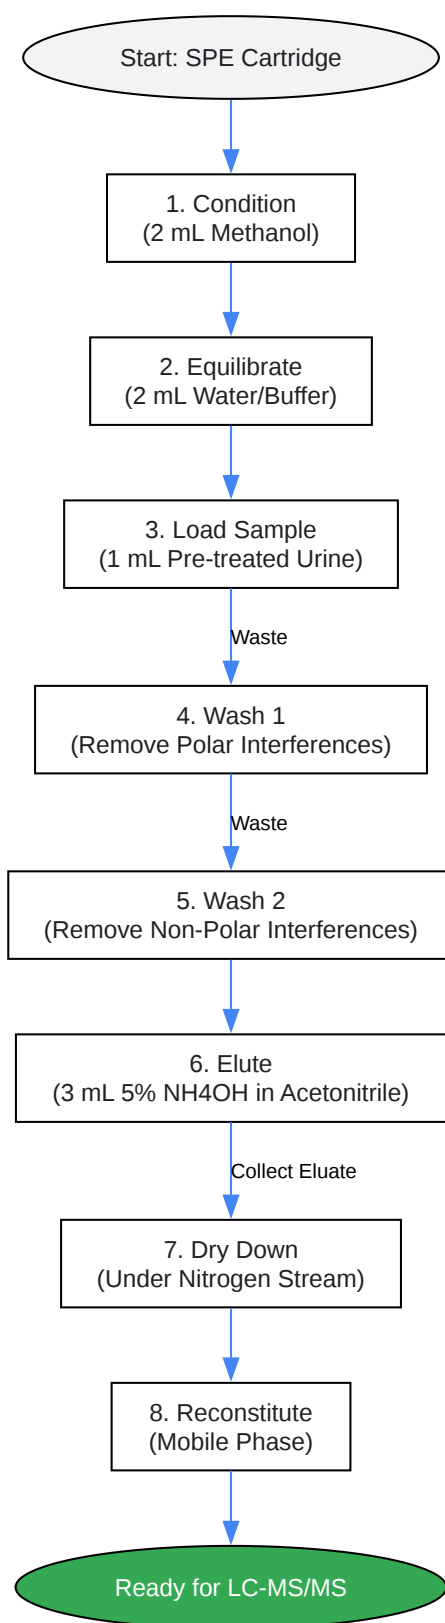 Start: SPE Cartridge
1. Condition
(2 mL Methanol)
2. Equilibrate
(2 mL Water/Buffer)
3. Load Sample
(1 mL Pre-treated Urine)
Waste
4. Wash 1
(Remove Polar Interferences)
Waste
5. Wash 2
(Remove Non-Polar Interferences)
6. Elute
(3 mL 5% NH4OH in Acetonitrile)
Collect Eluate
7. Dry Down
(Under Nitrogen Stream)
8. Reconstitute
(Mobile Phase)
Ready for LC-MS/MS